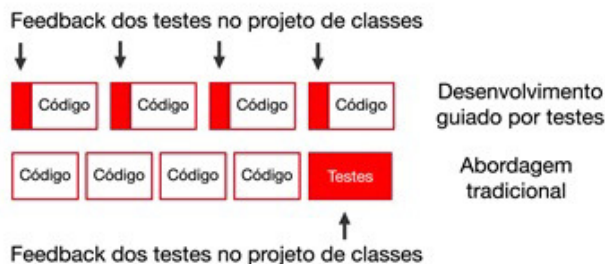 Feedback dos testes no projeto de classes
Código Código Código Código
Desenvolvimento
guiado por testes
Código Código Código Código Testes
Abordagem
tradicional
Feedback dos testes no projeto de classes